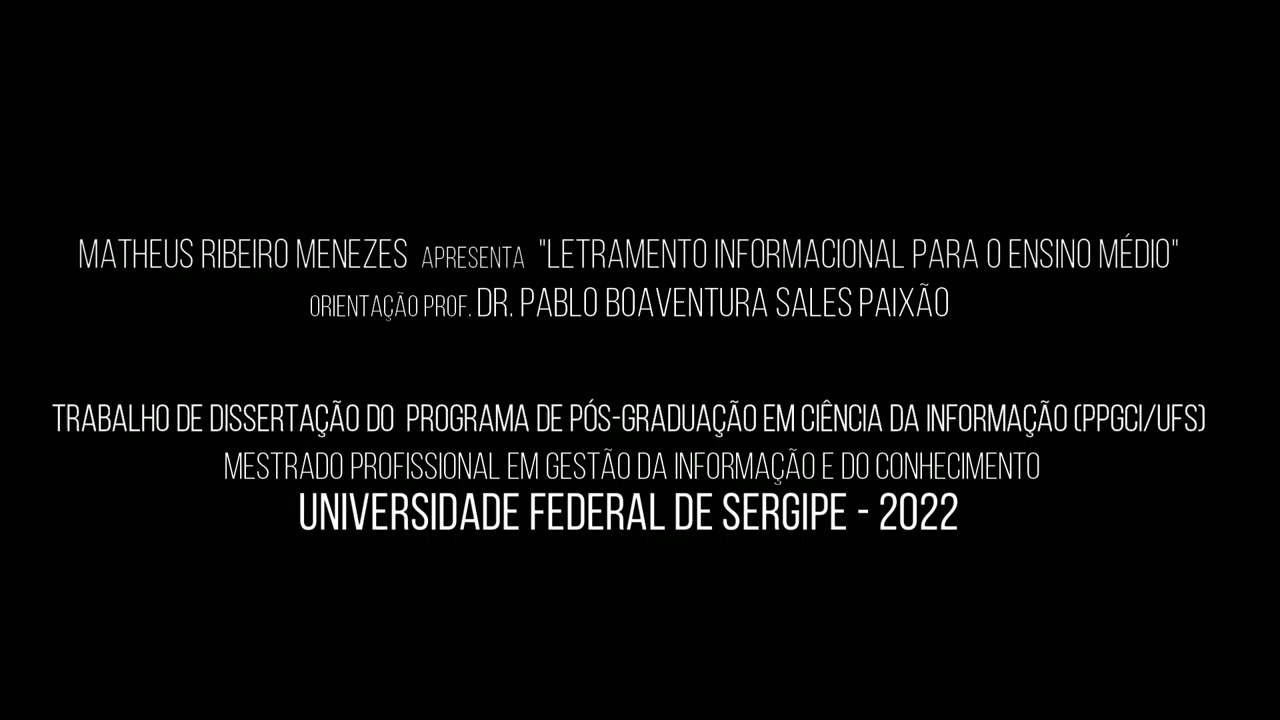 MATHEUS RIBEIRO MENEZES APRESENTA "LETRAMENTO INFORMACIONAL PARA O ENSINO MÉDIO"
ORIENTAÇÃO PROF. DR. PABLO BOAVENTURA SALES PAIXÃO
TRABALHO DE DISSERTAÇÃO DO PROGRAMA DE PÓS-GRADUAÇÃO EM CIÊNCIA DA INFORMAÇÃO (PPGCI/UFS)
MESTRADO PROFISSIONAL EM GESTÃO DA INFORMAÇÃO E DO CONHECIMENTO
UNIVERSIDADE FEDERAL DE SERGIPE - 2022